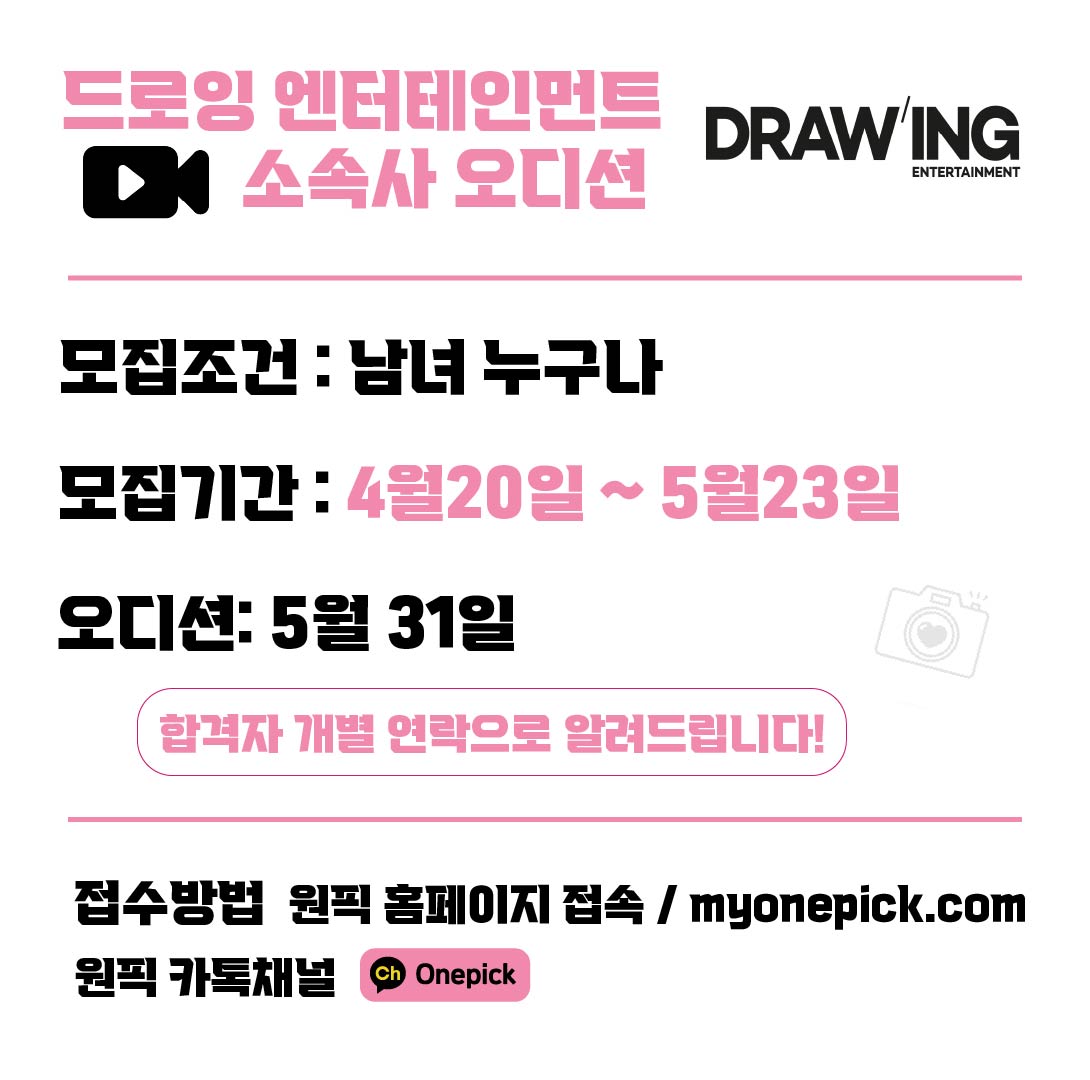 드로잉 엔터테인먼트
소속사 오디션
DRAW'ING
ENTERTAINMENT
모집조건 : 남녀 누구나
모집기간 : 4월20일 ~ 5월23일
오디션: 5월 31일
합격자 개별 연락으로 알려드립니다!
접수방법 원픽 홈페이지 접속 / myonepick.com
원픽 카톡채널 Ch Onepick